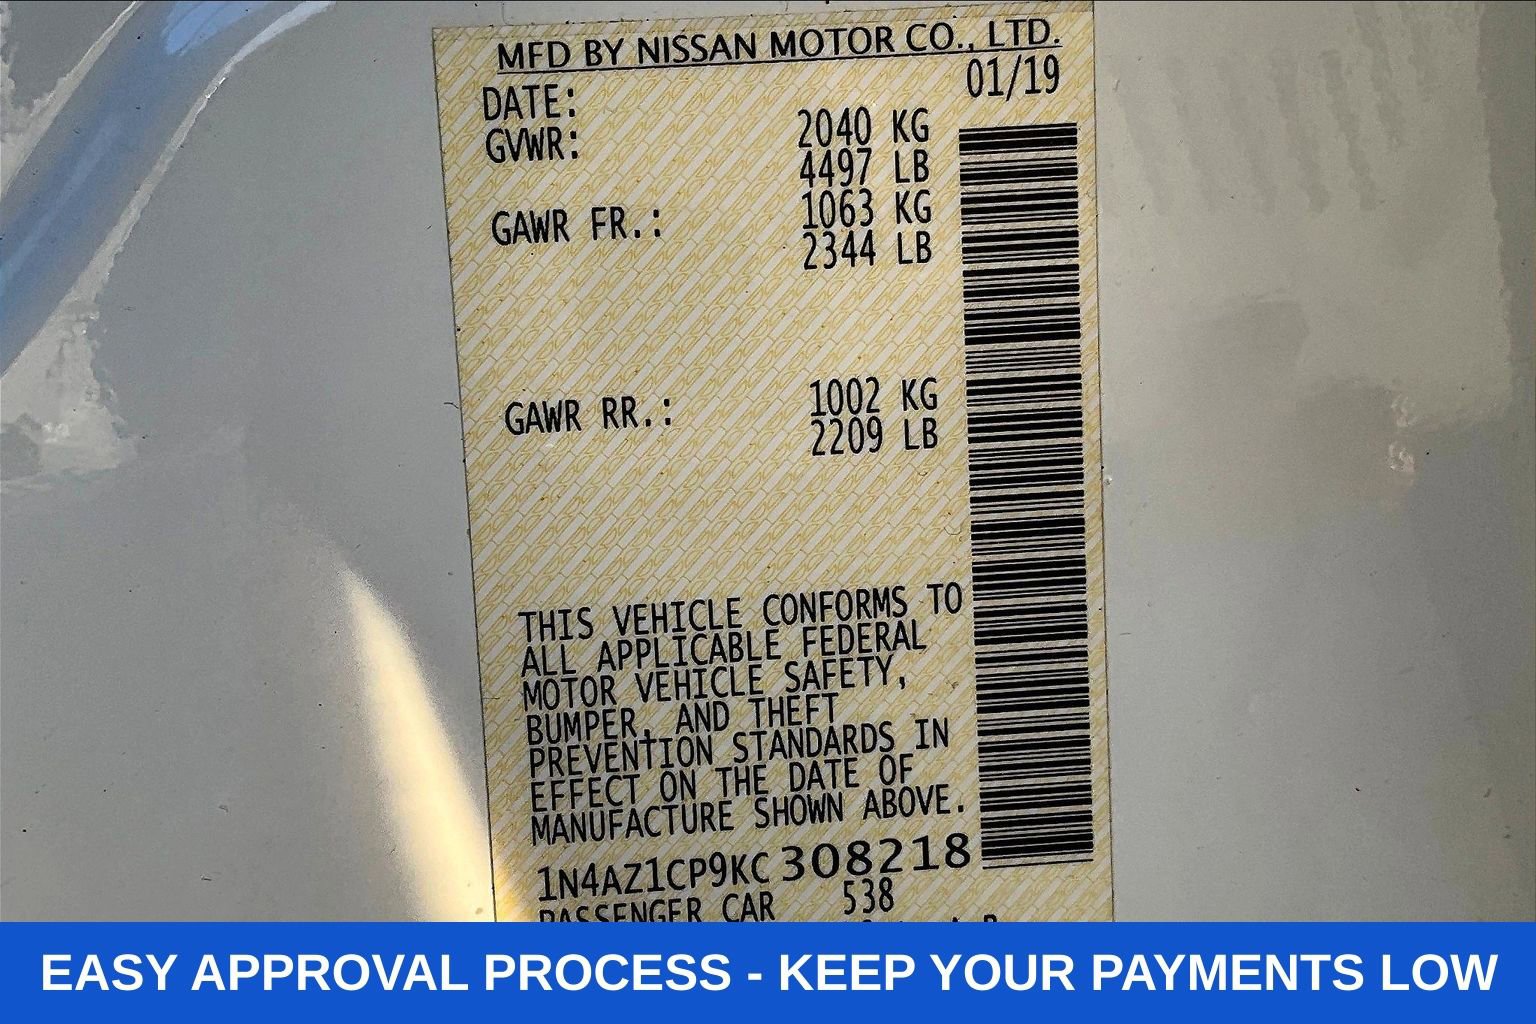 MFD BY NISSAN MOTOR CO., LTD.
DATE: 01/19
GVWR: 2040 KG
4497 LB
GAWR FR.: 1063 KG
2344 LB
GAWR RR.: 1002 KG
2209 LB
THIS VEHICLE CONFORMS TO
ALL APPLICABLE FEDERAL
MOTOR VEHICLE SAFETY,
BUMPER, AND THEFT
PREVENTION STANDARDS IN
EFFECT ON THE DATE OF
MANUFACTURE SHOWN ABOVE.
1N4AZ1CP9KC308218
PASSENGER CAR 538
EASY APPROVAL PROCESS - KEEP YOUR PAYMENTS LOW